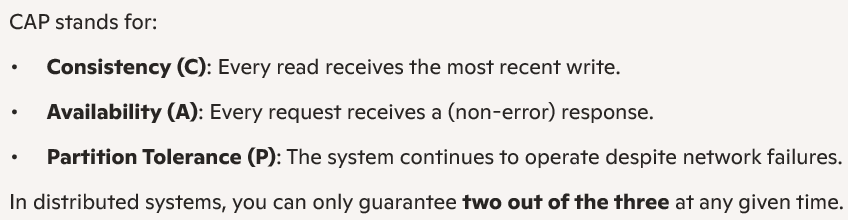 CAP stands for:
• Consistency (C): Every read receives the most recent write.
• Availability (A): Every request receives a (non-error) response.
• Partition Tolerance (P): The system continues to operate despite network failures.
In distributed systems, you can only guarantee two out of the three at any given time.